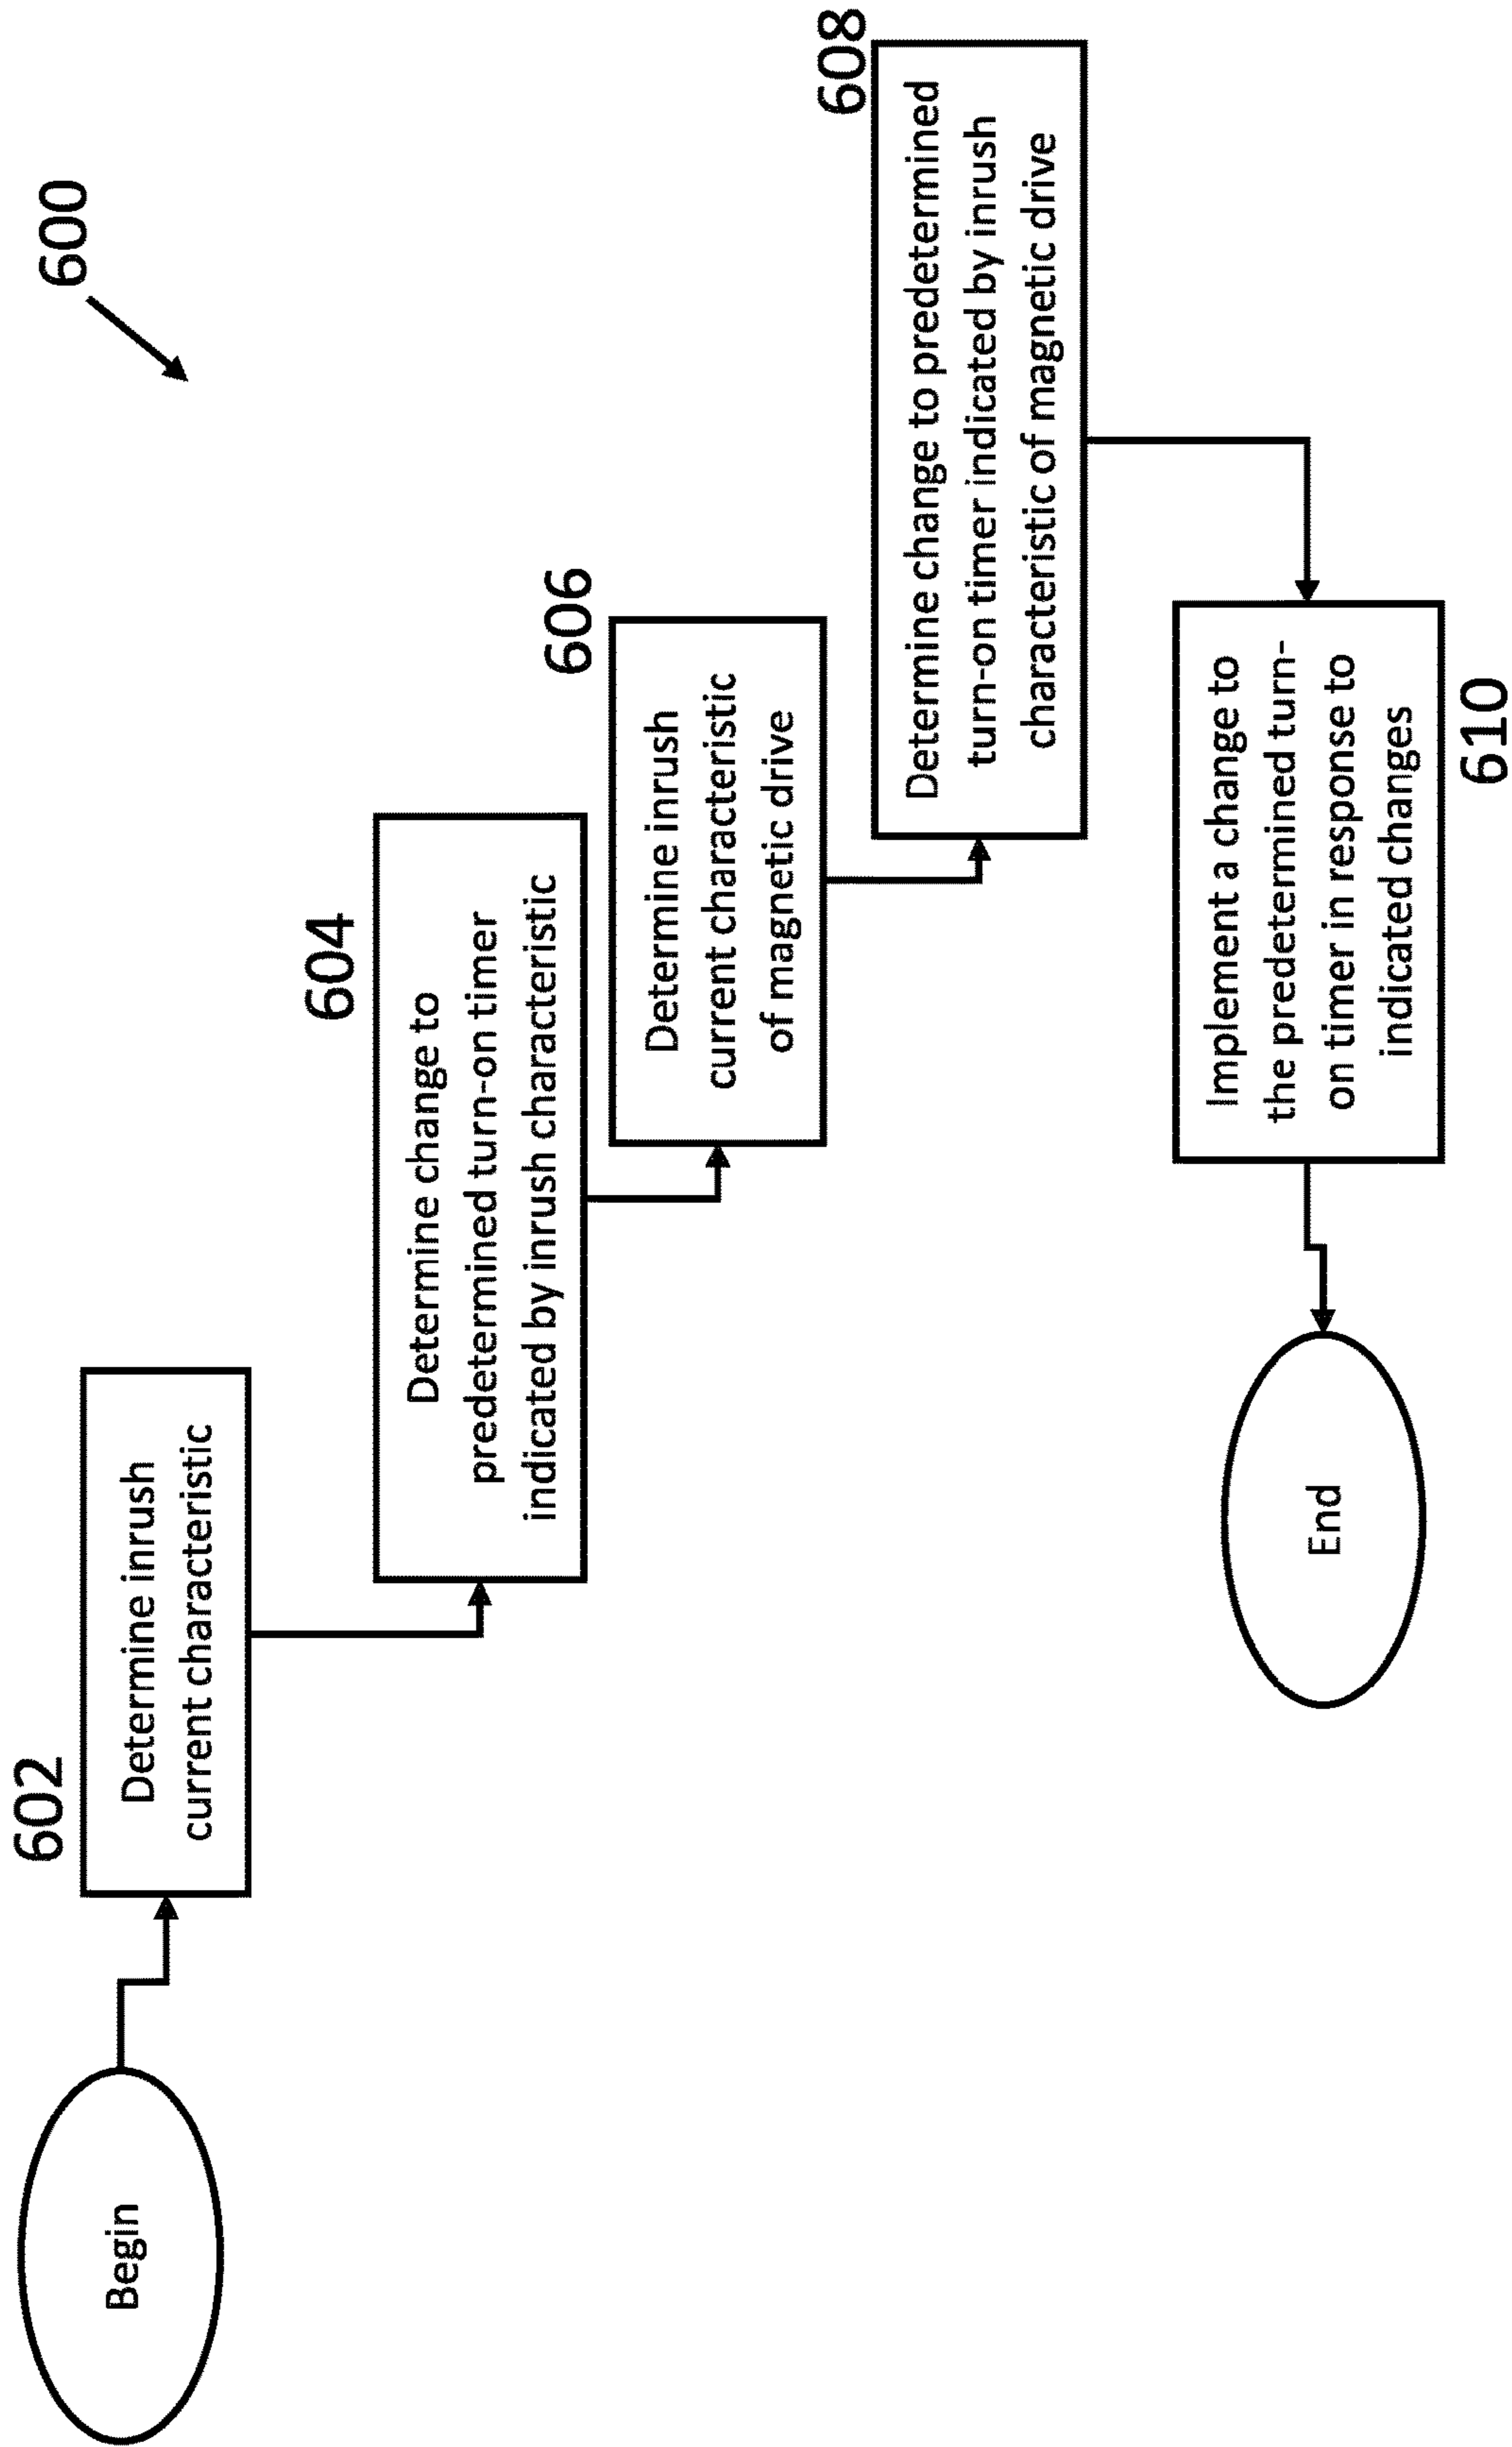 600
Begin
602
Determine inrush
current characteristic
604
Determine change to
predetermined turn-on timer
indicated by inrush characteristic
606
Determine inrush
current characteristic
of magnetic drive
608
Determine change to predetermined
turn-on timer indicated by inrush
characteristic of magnetic drive
Implement a change to
the predetermined turn-
on timer in response to
indicated changes
610
End